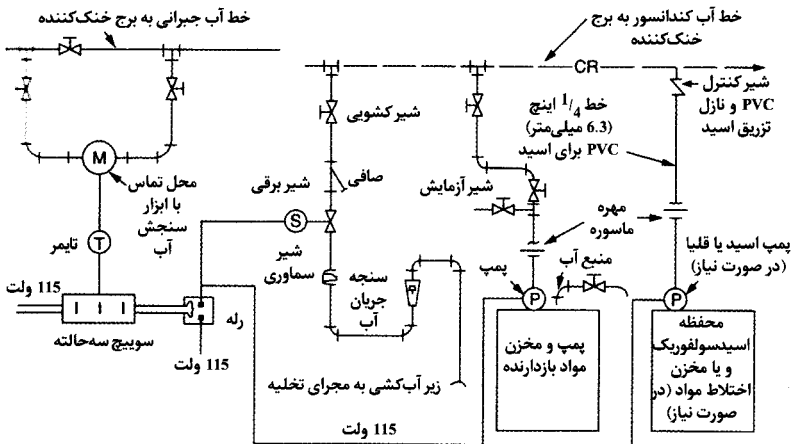 خط آب جبرانی به برج خنک‌کننده
خط آب کندانسور به برج
خنک‌کننده
CR
شیر کنترل
PVC و نازل
تزریق اسید
شیر کشویی
خط 1/4 اینچ
(6.3 میلی‌متر)
PVC برای اسید
M
محل تماس
با ابزار
سنجش
آب
شیر برقی
صافی
شیر آزمایش
مهره
ماسوره
T
تایمر
S
شیر
سماوری
سنجه
جریان
آب
منبع آب
پمپ
P
پمپ اسید یا قلیا
(در صورت نیاز)
P
115 ولت
سوییچ سه‌حالته
رله
115 ولت
زیر آب‌کشی به مجرای تخلیه
115 ولت
پمپ و مخزن
مواد بازدارنده
محفظه
اسیدسولفوریک
و یا مخزن
اختلاط مواد (در
صورت نیاز)